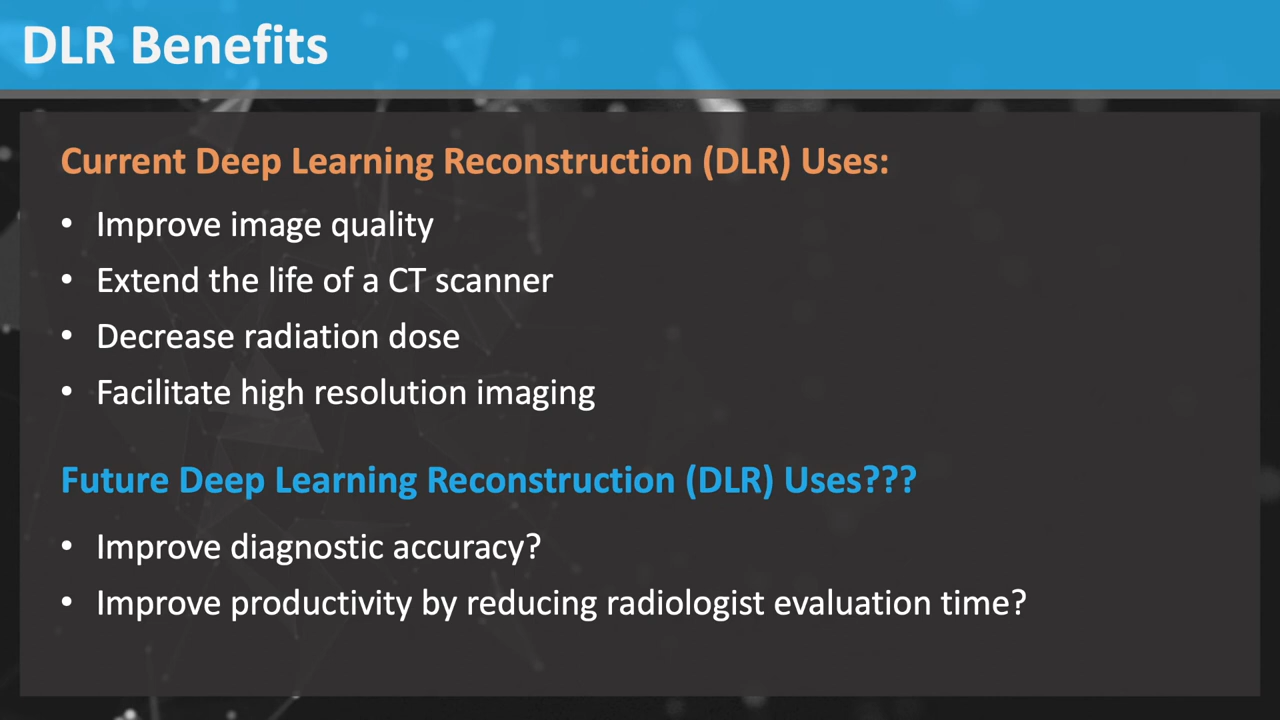 DLR Benefits
Current Deep Learning Reconstruction (DLR) Uses:
• Improve image quality
• Extend the life of a CT scanner
• Decrease radiation dose
• Facilitate high resolution imaging
Future Deep Learning Reconstruction (DLR) Uses???
• Improve diagnostic accuracy?
• Improve productivity by reducing radiologist evaluation time?